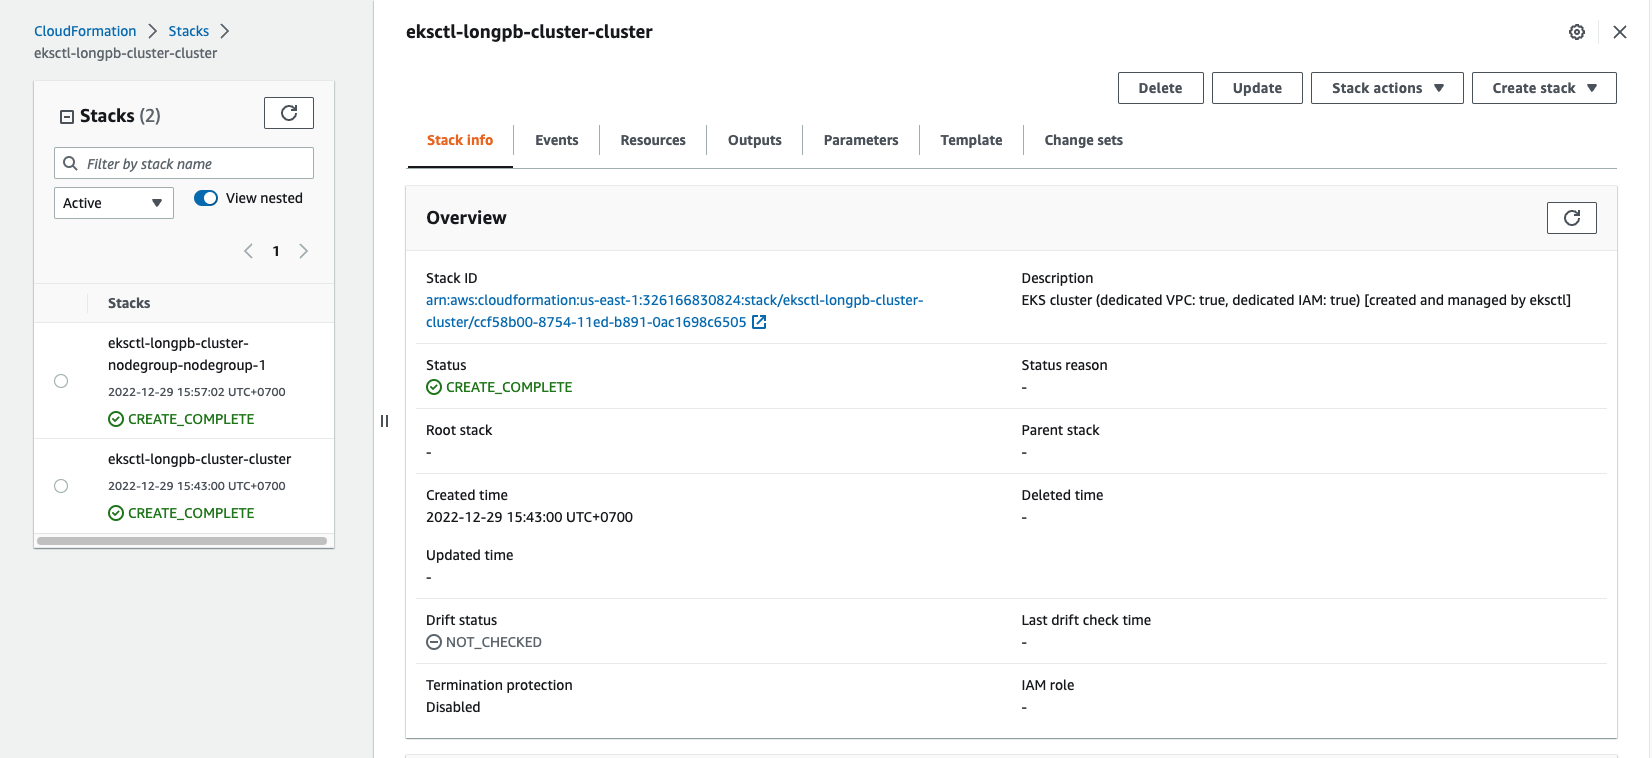 CloudFormation > Stacks >
eksctl-longpb-cluster-cluster
Stacks (2)
Filter by stack name
Active
View nested
1
Stacks
eksctl-longpb-cluster-
nodegroup-nodegroup-1
2022-12-29 15:57:02 UTC+0700
CREATE_COMPLETE
eksctl-longpb-cluster-cluster
2022-12-29 15:43:00 UTC+0700
CREATE_COMPLETE
eksctl-longpb-cluster-cluster
Delete Update Stack actions Create stack
Stack info Events Resources Outputs Parameters Template Change sets
Overview
Stack ID
arn:aws:cloudformation:us-east-1:326166830824:stack/eksctl-longpb-cluster-
cluster/ccf58b00-8754-11ed-b891-0ac1698c6505
Description
EKS cluster (dedicated VPC: true, dedicated IAM: true) [created and managed by eksctl]
Status
CREATE_COMPLETE
Status reason
-
Root stack
-
Parent stack
-
Created time
2022-12-29 15:43:00 UTC+0700
Deleted time
-
Updated time
-
Drift status
NOT_CHECKED
Last drift check time
-
Termination protection
Disabled
IAM role
-